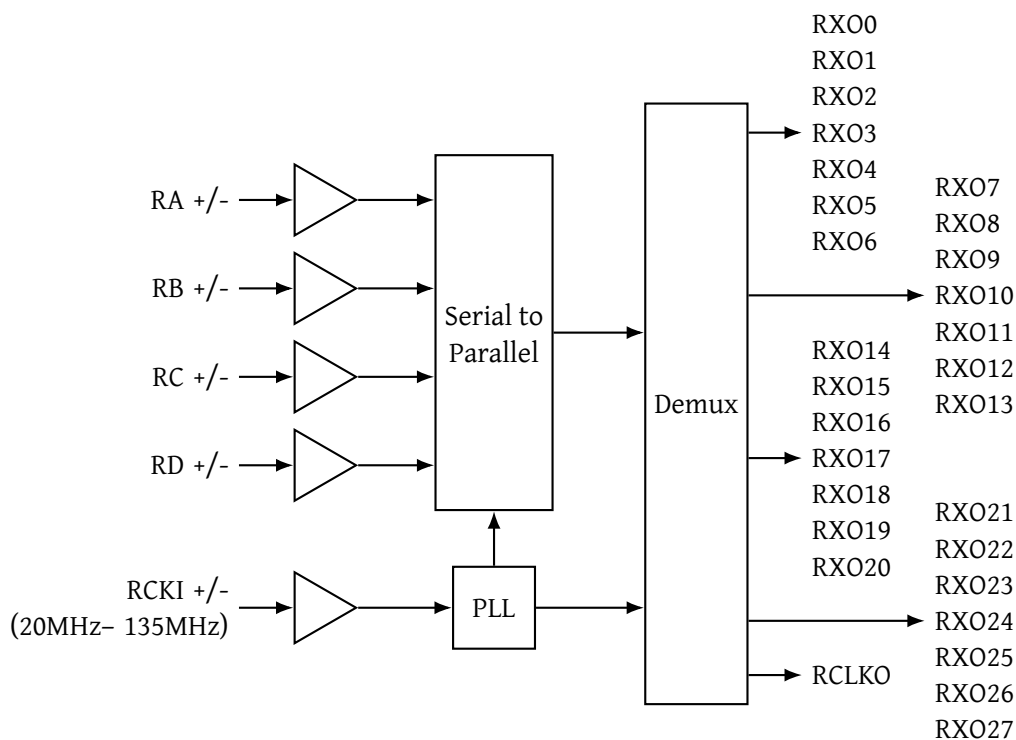 RXO0
RXO1
RXO2
RXO3
RXO4
RXO5
RXO6
RXO7
RXO8
RXO9
RXO10
RXO11
RXO12
RXO13
RA +/-
RB +/-
RC +/-
RD +/-
Serial to
Parallel
Demux
RXO14
RXO15
RXO16
RXO17
RXO18
RXO19
RXO20
RXO21
RXO22
RXO23
RXO24
RXO25
RXO26
RXO27
RCKI +/-
(20MHz– 135MHz)
PLL
RCLKO